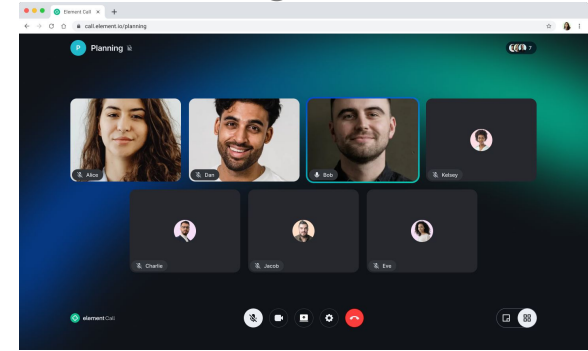 Element Call
call.element.io/planning
P Planning 7
Alice
Dan
Bob
Kelsey
Charlie
Jacob
Eve
element Call